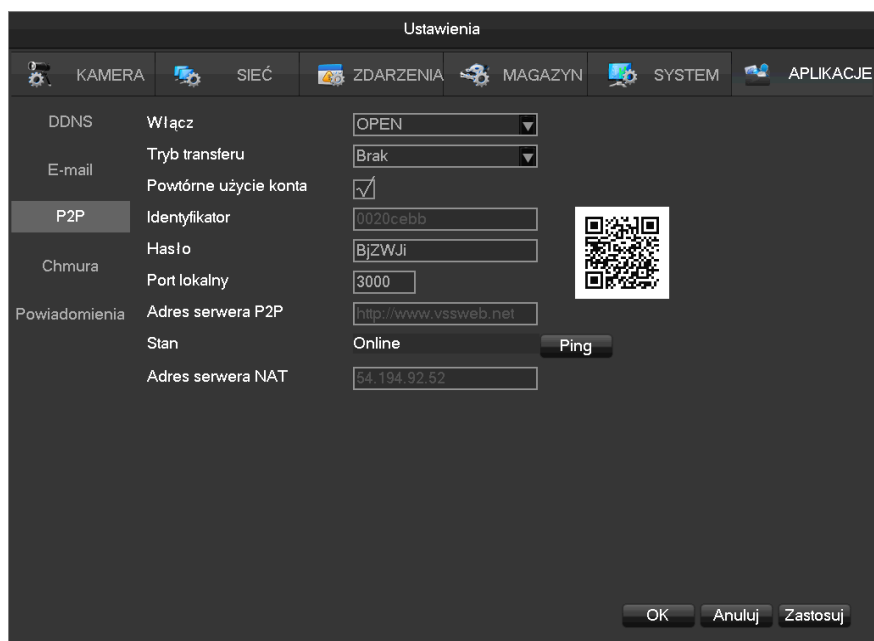 Ustawienia
KAMERA SIEĆ ZDARZENIA MAGAZYN SYSTEM APLIKACJE
DDNS
E-mail
P2P
Chmura
Powiadomienia
Włącz OPEN
Tryb transferu Brak
Powtórne użycie konta
Identyfikator 0020cebb
Hasło BjZWJi
Port lokalny 3000
Adres serwera P2P http://www.vssweb.net
Stan Online Ping
Adres serwera NAT 54.194.92.52
OK Anuluj Zastosuj